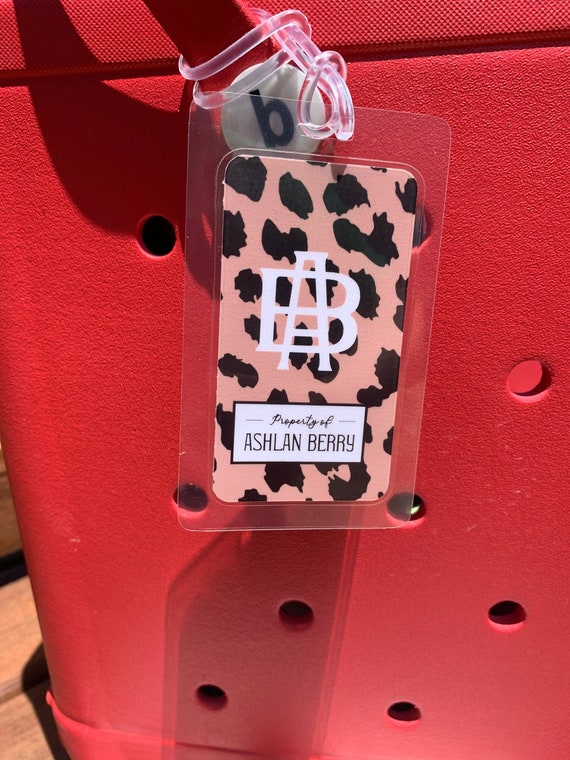 b
AB
Property of
ASHLAN BERRY